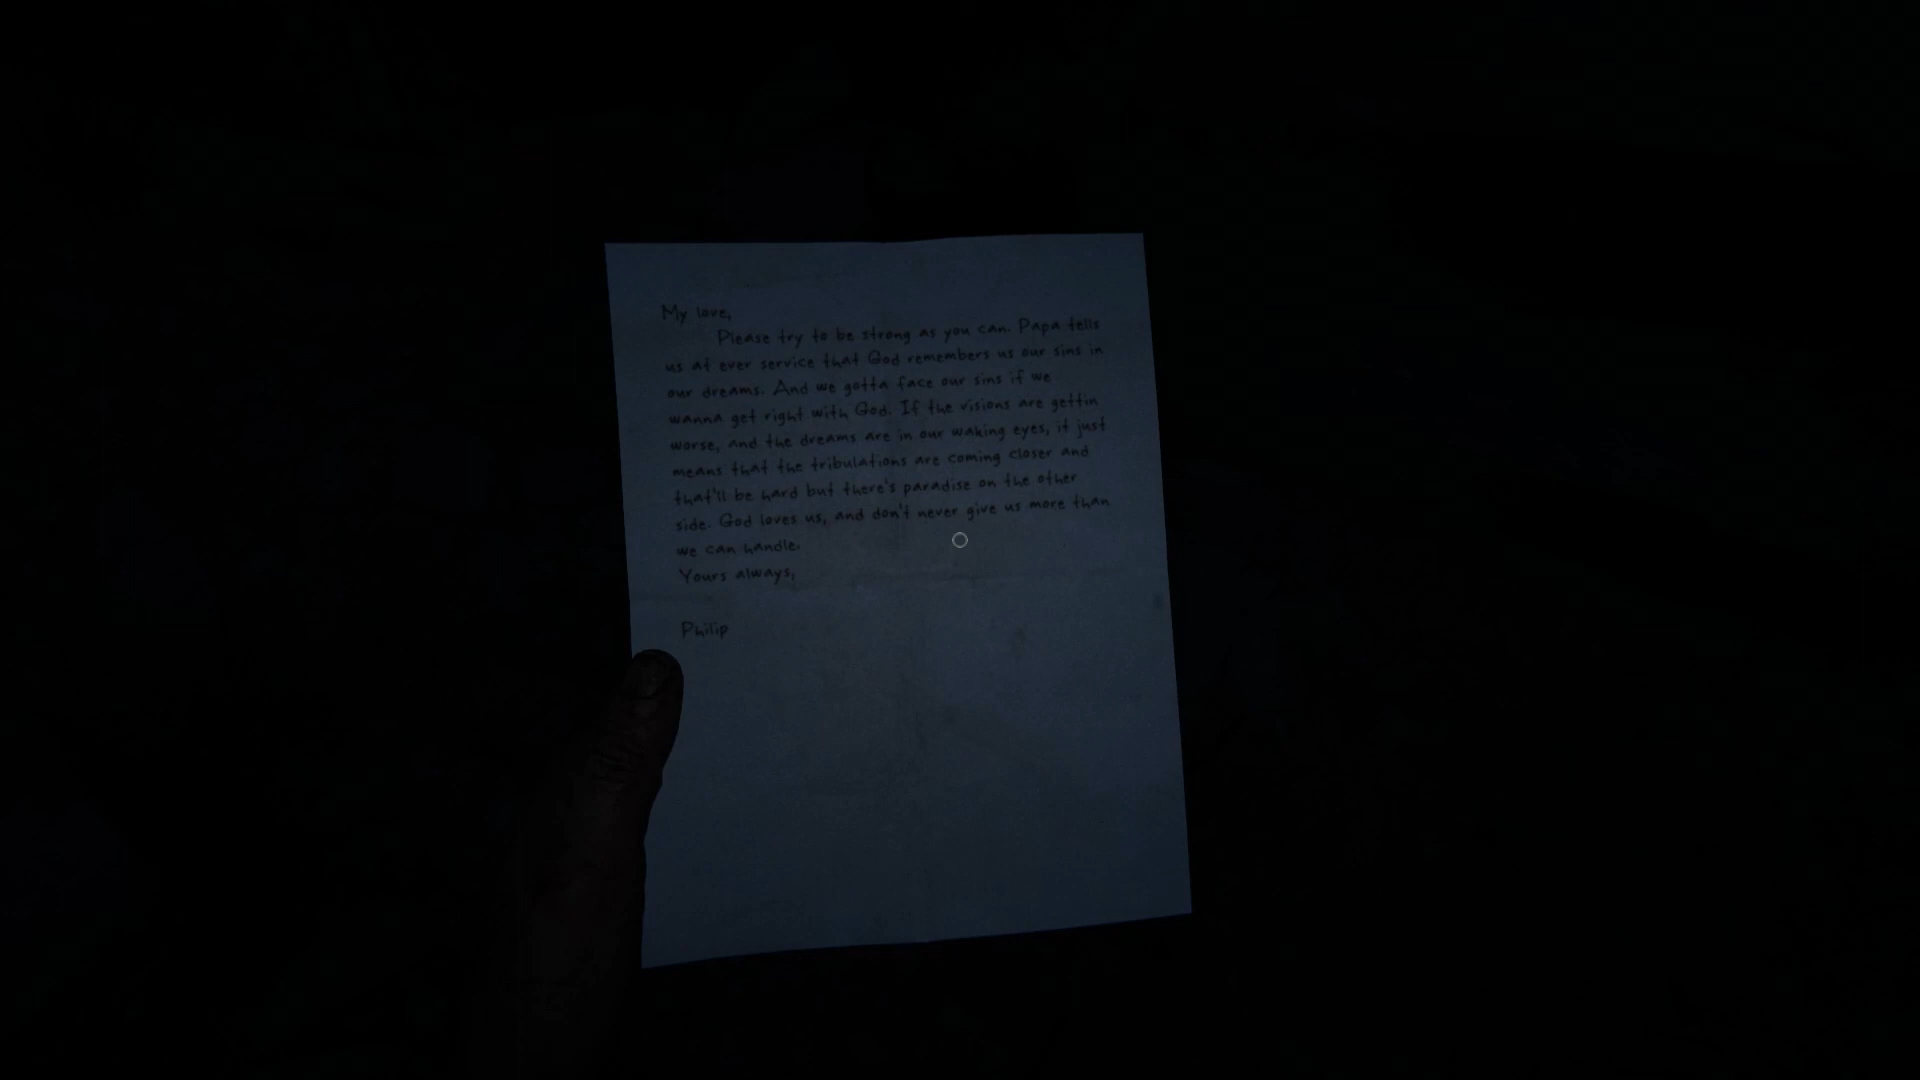 My love,
Please try to be strong as you can. Papa tells
us at ever service that God remembers us our sins in
our dreams. And we gotta face our sins if we
wanna get right with God. If the visions are gettin
worse, and the dreams are in our waking eyes, it just
means that the tribulations are coming closer and
that'll be hard but there's paradise on the other
side. God loves us, and don't never give us more than
we can handle.
Yours always,
Philip